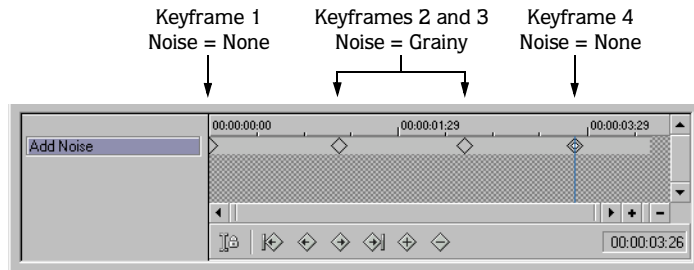 Keyframe 1
Noise = None
Keyframes 2 and 3
Noise = Grainy
Keyframe 4
Noise = None
00:00:00;00
00:00:01;29
00:00:03;29
Add Noise
00:00:03;26